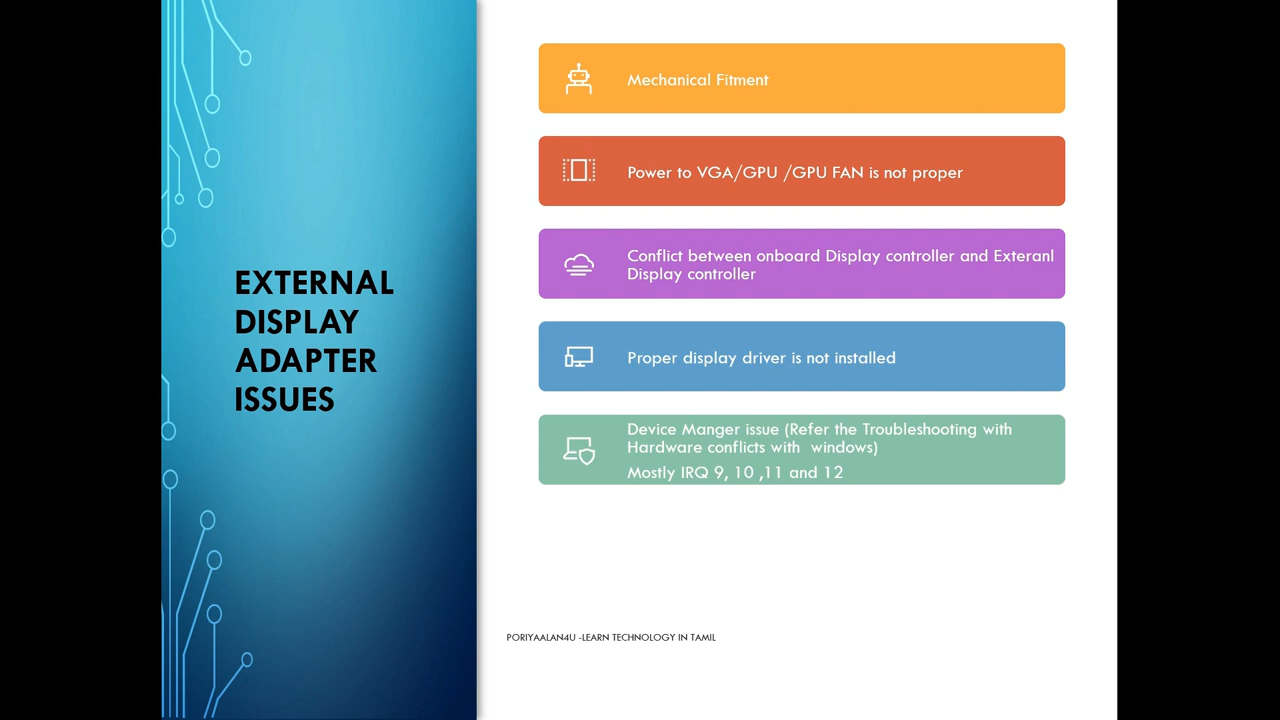 EXTERNAL
DISPLAY
ADAPTER
ISSUES
Mechanical Fitment
Power to VGA/GPU /GPU FAN is not proper
Conflict between onboard Display controller and Exteranl
Display controller
Proper display driver is not installed
Device Manger issue (Refer the Troubleshooting with
Hardware conflicts with  windows)
Mostly IRQ 9, 10 ,11 and 12
PORIYAALAN4U -LEARN TECHNOLOGY IN TAMIL